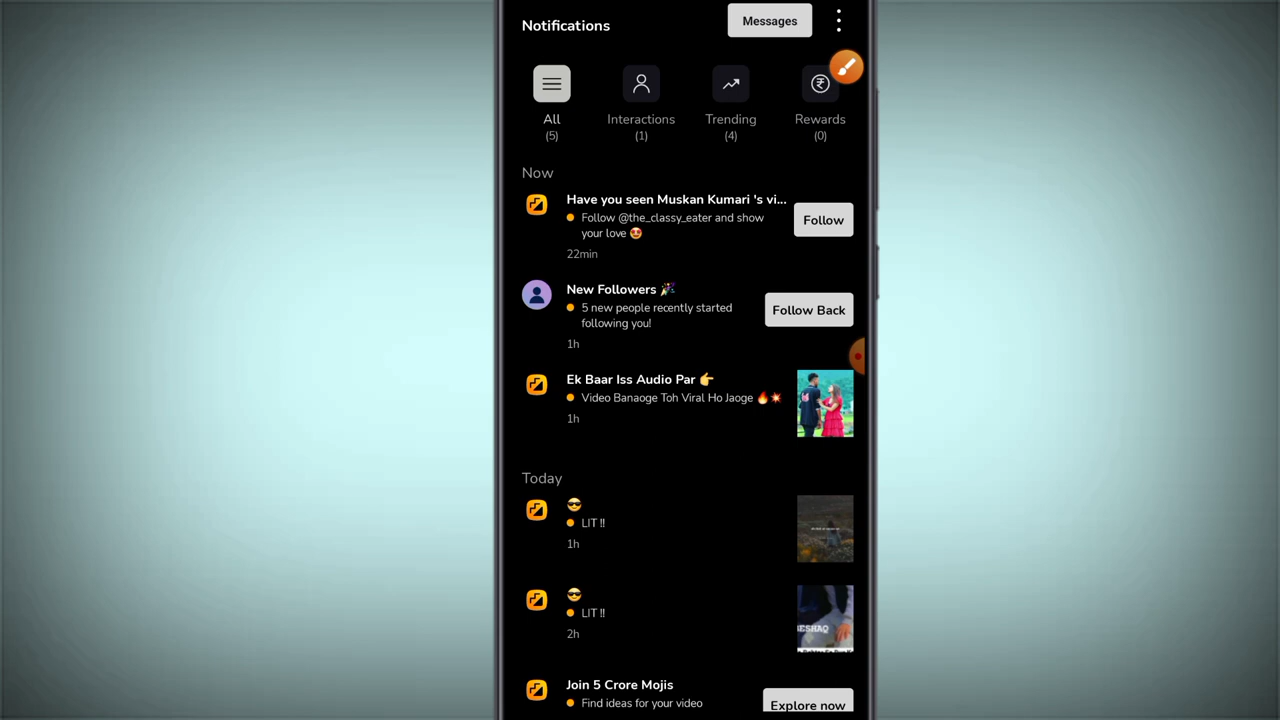 Notifications
Messages
All
(5)
Interactions
(1)
Trending
(4)
Rewards
(0)
Now
Have you seen Muskan Kumari 's vi...
Follow @the_classy_eater and show
your love 😍
22min
Follow
New Followers 🎉
5 new people recently started
following you!
1h
Follow Back
Ek Baar Iss Audio Par 👉
Video Banaoge Toh Viral Ho Jaoge 🔥💥
1h
Today
😎
LIT !!
1h
😎
LIT !!
2h
BESHAQ
Join 5 Crore Mojis
Find ideas for your video
Explore now